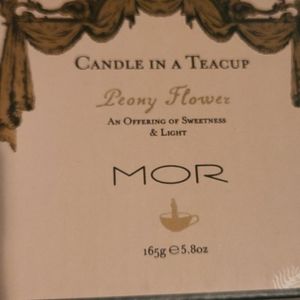 CANDLE IN A TEACUP
Peony Flower
AN OFFERING OF SWEETNESS
& LIGHT
MOR
165g ℮ 5.8oz